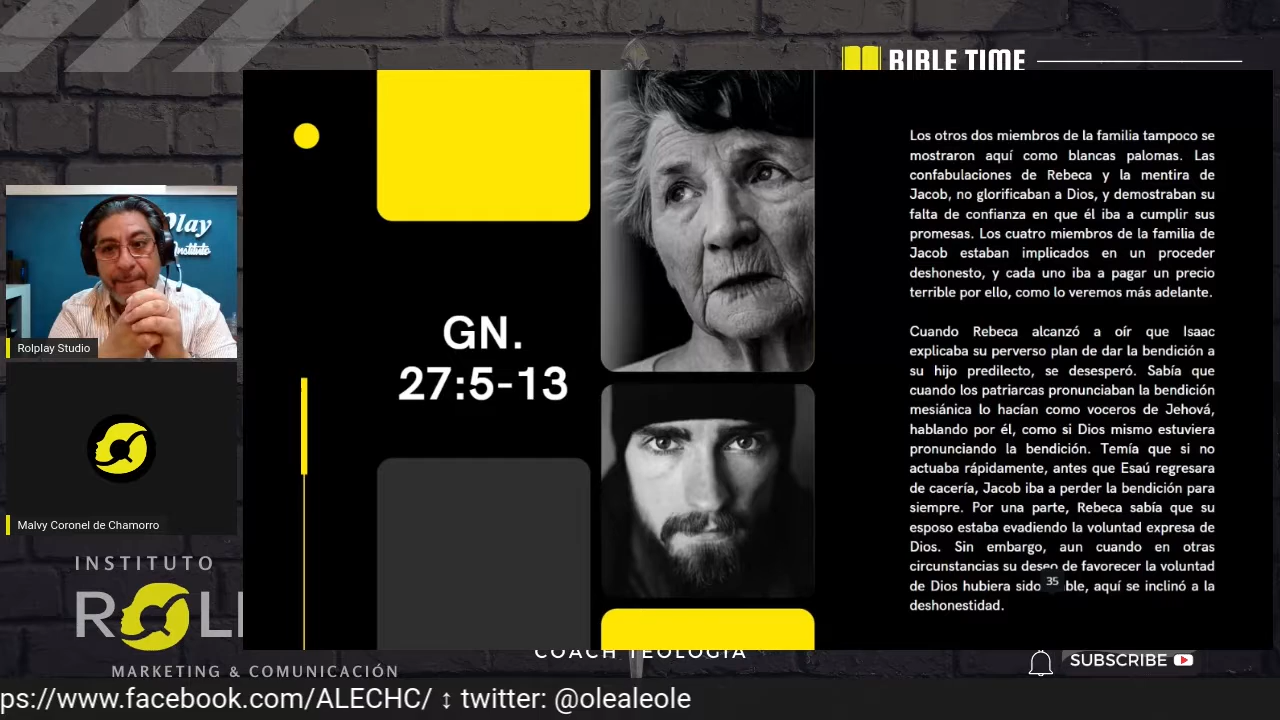 BIBLE TIME
Play
Instituto
Rolplay Studio
Malvy Coronel de Chamorro
INSTITUTO
MARKETING & COMUNICACIÓN
GN.
27:5-13
Los otros dos miembros de la familia tampoco se
mostraron aquí como blancas palomas. Las
confabulaciones de Rebeca y la mentira de
Jacob, no glorificaban a Dios, y demostraban su
falta de confianza en que él iba a cumplir sus
promesas. Los cuatro miembros de la familia de
Jacob estaban implicados en un proceder
deshonesto, y cada uno iba a pagar un precio
terrible por ello, como lo veremos más adelante.
Cuando Rebeca alcanzó a oír que Isaac
explicaba su perverso plan de dar la bendición a
su hijo predilecto, se desesperó. Sabía que
cuando los patriarcas pronunciaban la bendición
mesiánica lo hacían como voceros de Jehová,
hablando por él, como si Dios mismo estuviera
pronunciando la bendición. Temía que si no
actuaba rápidamente, antes que Esaú regresara
de cacería, Jacob iba a perder la bendición para
siempre. Por una parte, Rebeca sabía que su
esposo estaba evadiendo la voluntad expresa de
Dios. Sin embargo, aun cuando en otras
circunstancias su deseo de favorecer la voluntad
de Dios hubiera sido 35 ble, aquí se inclinó a la
deshonestidad.
COACH TEOLOGIA
SUBSCRIBE
ps://www.facebook.com/ALECHC/ ↕ twitter: @olealeole